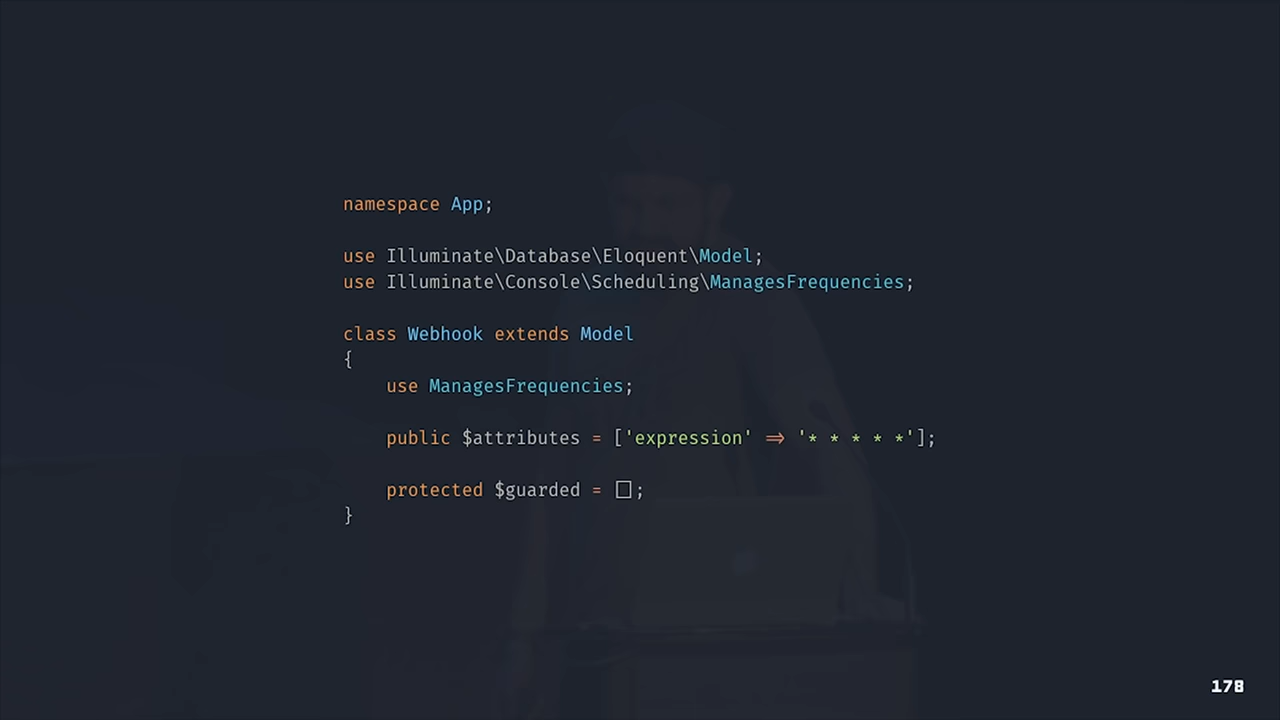 namespace App;
use Illuminate\Database\Eloquent\Model;
use Illuminate\Console\Scheduling\ManagesFrequencies;
class Webhook extends Model
{
    use ManagesFrequencies;
    public $attributes = ['expression' => '* * * * *'];
    protected $guarded = [];
}
178